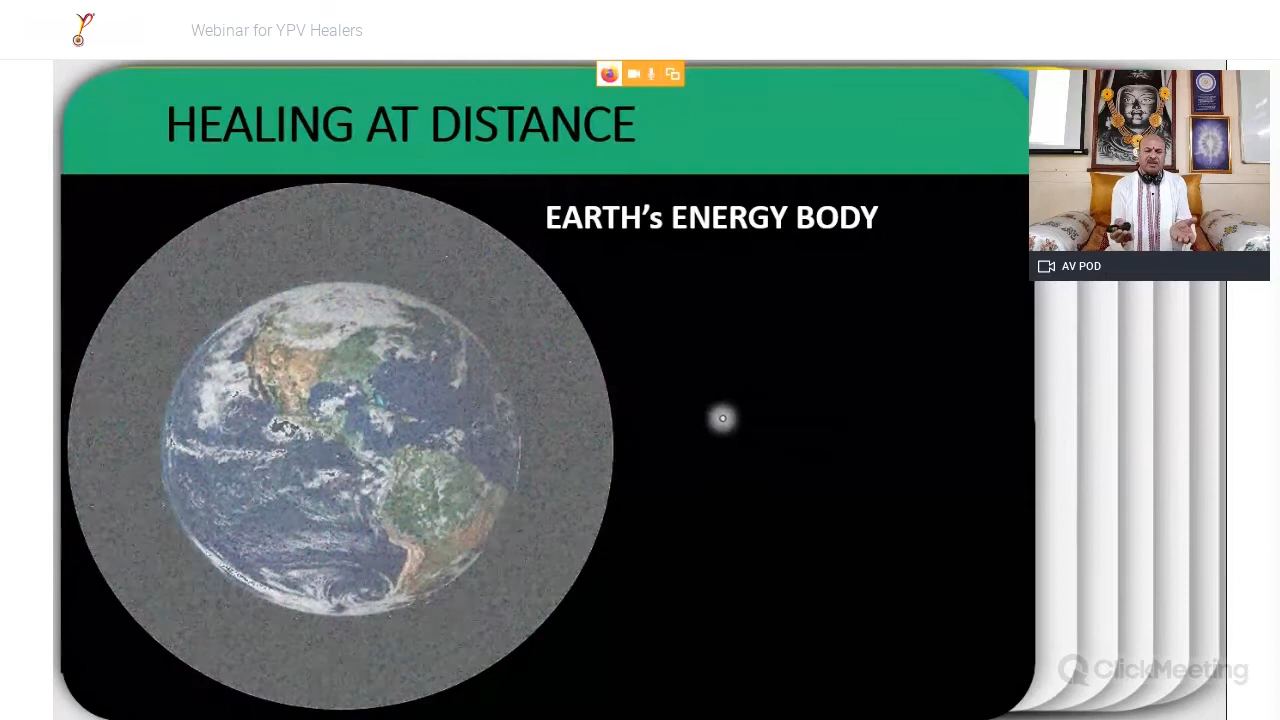 Webinar for YPV Healers
HEALING AT DISTANCE
EARTH's ENERGY BODY
AV POD
ClickMeeting